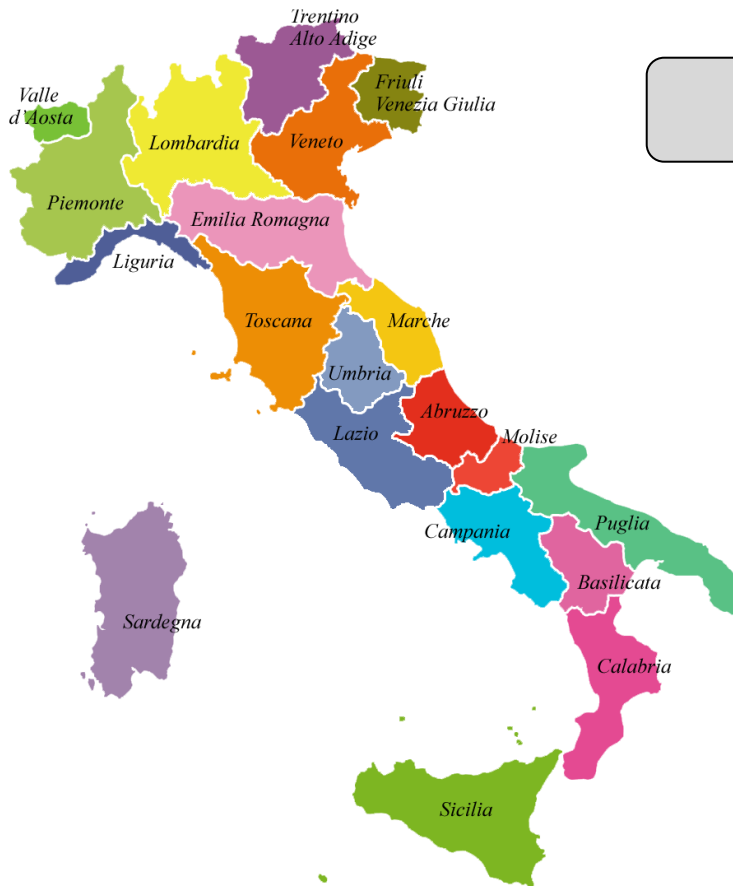 Trentino
Alto Adige
Friuli
Venezia Giulia
Valle
d'Aosta
Lombardia
Veneto
Piemonte
Emilia Romagna
Liguria
Toscana
Marche
Umbria
Abruzzo
Lazio
Molise
Campania
Puglia
Basilicata
Sardegna
Calabria
Sicilia